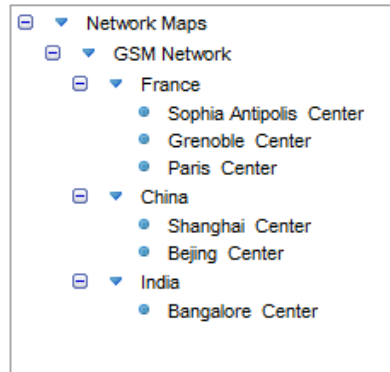 Network Maps
GSM Network
France
Sophia Antipolis Center
Grenoble Center
Paris Center
China
Shanghai Center
Bejing Center
India
Bangalore Center